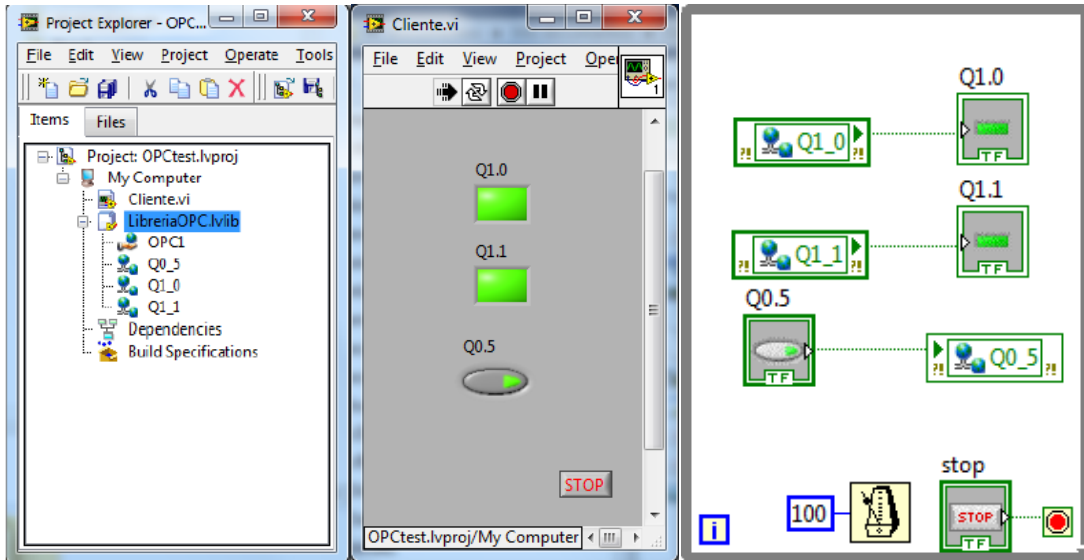 Project Explorer - OPC...
File Edit View Project Operate Tools
Items Files
Project: OPCtest.lvproj
My Computer
Cliente.vi
LibreriaOPC.lvlib
OPC1
Q0_5
Q1_0
Q1_1
Dependencies
Build Specifications
Cliente.vi
File Edit View Project Oper
1
Q1.0
Q1.1
Q0.5
STOP
OPCtest.lvproj/My Computer
Q1.0
?! Q1_0 ?!
TF
Q1.1
?! Q1_1 ?!
TF
Q0.5
TF
?! Q0_5 ?!
stop
100
STOP
TF
i